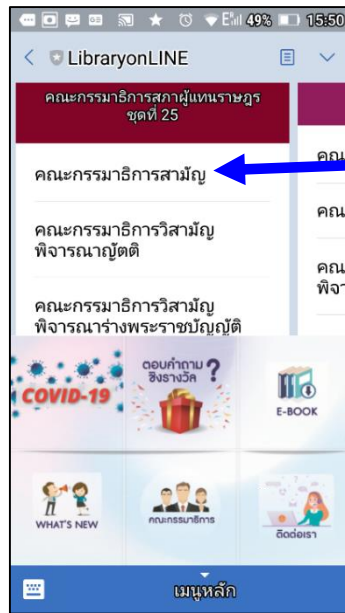 49% 15:50
LibraryonLINE
คณะกรรมาธิการสภาผู้แทนราษฎร
ชุดที่ 25
คณะกรรมาธิการสามัญ
คณะกรรมาธิการวิสามัญ
พิจารณาญัตติ
คณะกรรมาธิการวิสามัญ
พิจารณาร่างพระราชบัญญัติ
COVID-19
ตอบคำถาม ?
ชิงรางวัล
E-BOOK
WHAT'S NEW
กรรมาธิการ
ติดต่อเรา
เมนูหลัก